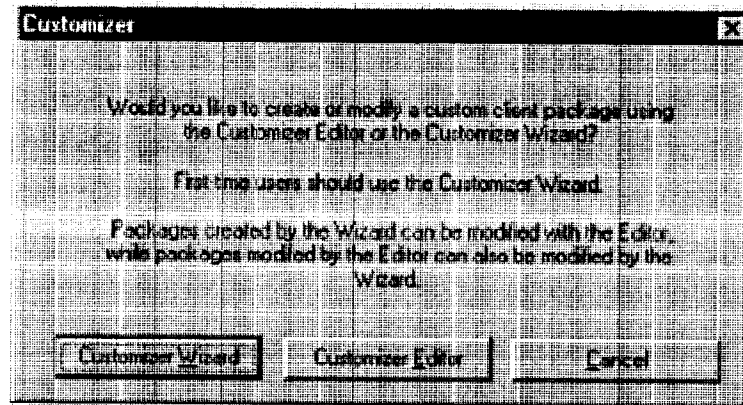 Customizer
Would you like to create or modify a custom client package using
the Customizer Editor or the Customizer Wizard?
First time users should use the Customizer Wizard.
Packages created by the Wizard can be modified with the Editor,
while packages modified by the Editor can also be modified by the
Wizard.
Customizer Wizard
Customizer Editor
Cancel